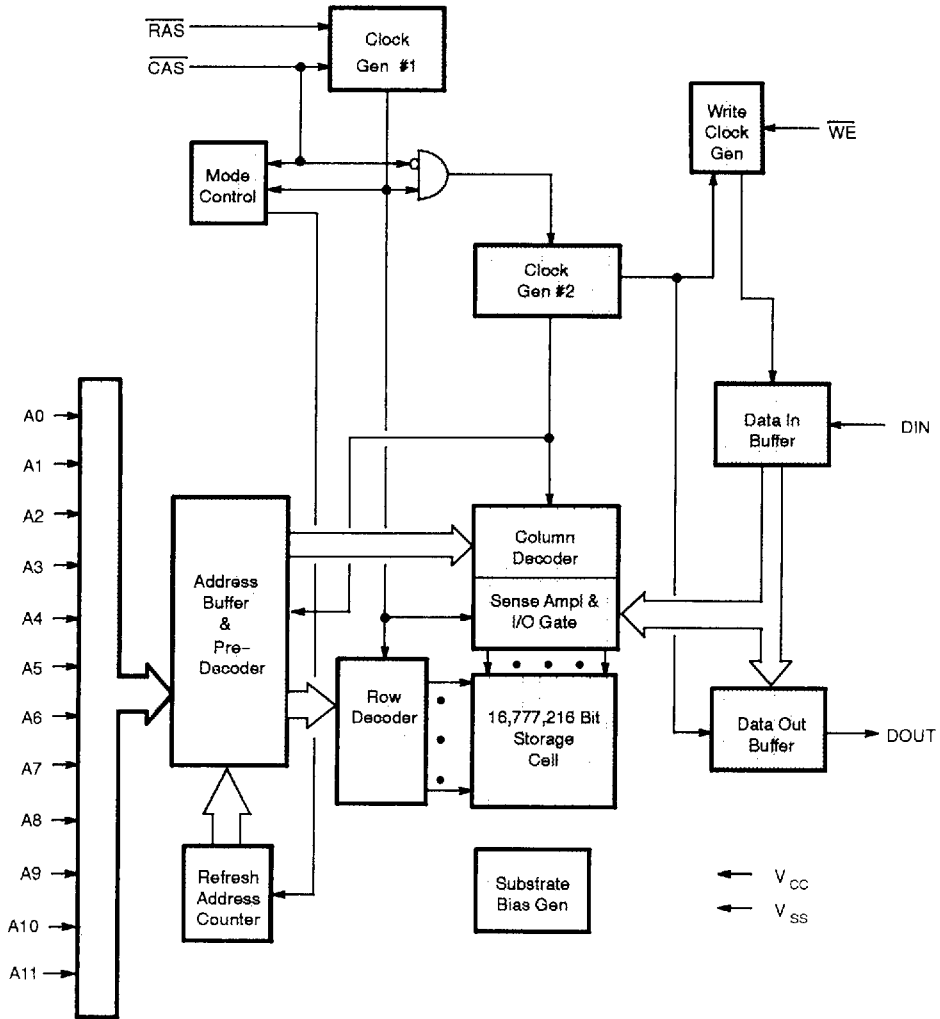 RAS
CAS
Clock
Gen #1
Write
Clock
Gen
WE
Mode
Control
Clock
Gen #2
A0
A1
A2
A3
A4
A5
A6
A7
A8
A9
A10
A11
Data In
Buffer
DIN
Address
Buffer
&
Pre-
Decoder
Column
Decoder
Sense Ampl &
I/O Gate
Row
Decoder
16,777,216 Bit
Storage
Cell
Data Out
Buffer
DOUT
Refresh
Address
Counter
Substrate
Bias Gen
VCC
VSS